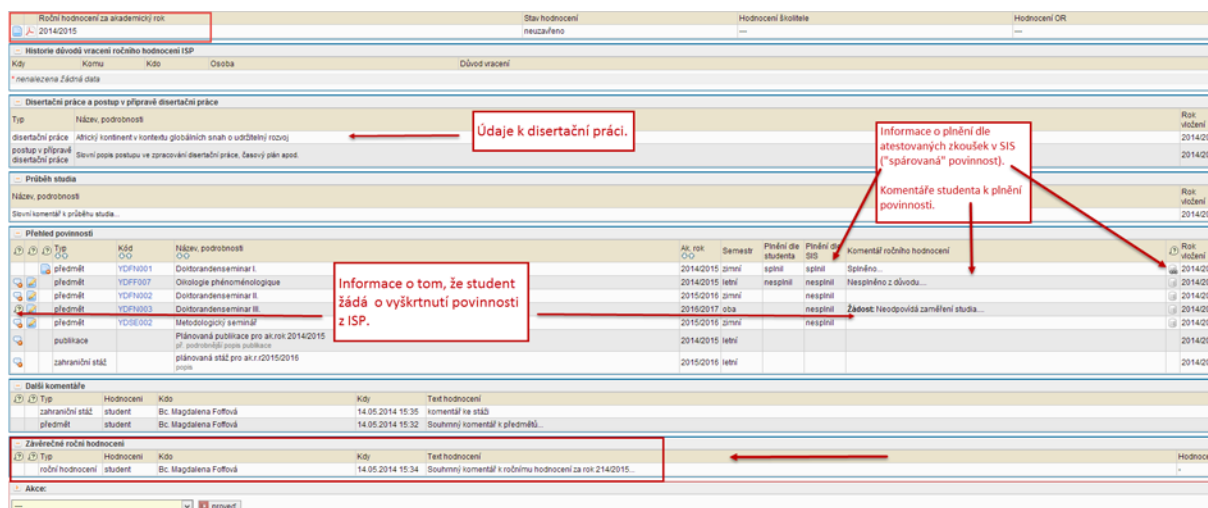 Roční hodnocení za akademický rok Stav hodnocení Hodnocení školitele Hodnocení OR
2014/2015 neuzavřeno --- ---
Historie důvodů vracení ročního hodnocení ISP
Kdy Komu Kdo Osoba Důvod vracení
* nenalezena žádná data
Disertační práce a postup v přípravě disertační práce
Typ Název, podrobnosti Rok vložení
disertační práce Africký kontinent v kontextu globálních snah o udržitelný rozvoj 2014/20
postup v přípravě disertační práce Slovní popis postupu ve zpracování disertační práce, časový plán apod. 2014/20
Údaje k disertační práci.
Informace o plnění dle
atestovaných zkoušek v SIS
("spárovaná" povinnost).
Komentáře studenta k plnění
povinnosti.
Průběh studia
Název, podrobnosti Rok vložení
Slovní komentář k průběhu studia... 2014/20
Přehled povinností
Typ Kód Název, podrobnosti Ak. rok Semestr Plnění dle studenta Plnění dle SIS Komentář ročního hodnocení Rok vložení
předmět YDFN001 Doktorandenseminar I. 2014/2015 zimní splnil splnil Splněno... 2014/20
předmět YDFF007 Oikologie phénoménologique 2014/2015 letní nesplnil nesplnil Nesplněno z důvodu... 2014/20
předmět YDFN002 Doktorandenseminar II. 2015/2016 zimní nesplnil 2014/20
předmět YDFN003 Doktorandenseminar III. 2016/2017 oba nesplnil Žádost: Neodpovídá zaměření studia.... 2014/20
předmět YDSE002 Metodologický seminář 2015/2016 zimní nesplnil 2014/20
publikace Plánovaná publikace pro ak.rok 2014/2015 2014/2015 letní 2014/20
př. podrobnější popis publikace
zahraniční stáž plánovaná stáž pro ak.r.r2015/2016 2015/2016 letní 2014/20
popis
Informace o tom, že student
žádá o vyškrtnutí povinnosti
z ISP.
Další komentáře
Typ Hodnocení Kdo Kdy Text hodnocení
zahraniční stáž student Bc. Magdalena Foffová 14.05.2014 15:35 komentář ke stáži
předmět student Bc. Magdalena Foffová 14.05.2014 15:32 Souhrnný komentář k předmětů...
Závěrečné roční hodnocení
Typ Hodnocení Kdo Kdy Text hodnocení Hodnoce
roční hodnocení student Bc. Magdalena Foffová 14.05.2014 15:34 Souhrnný komentář k ročnímu hodnocení za rok 214/2015... -
Akce:
--- proveď